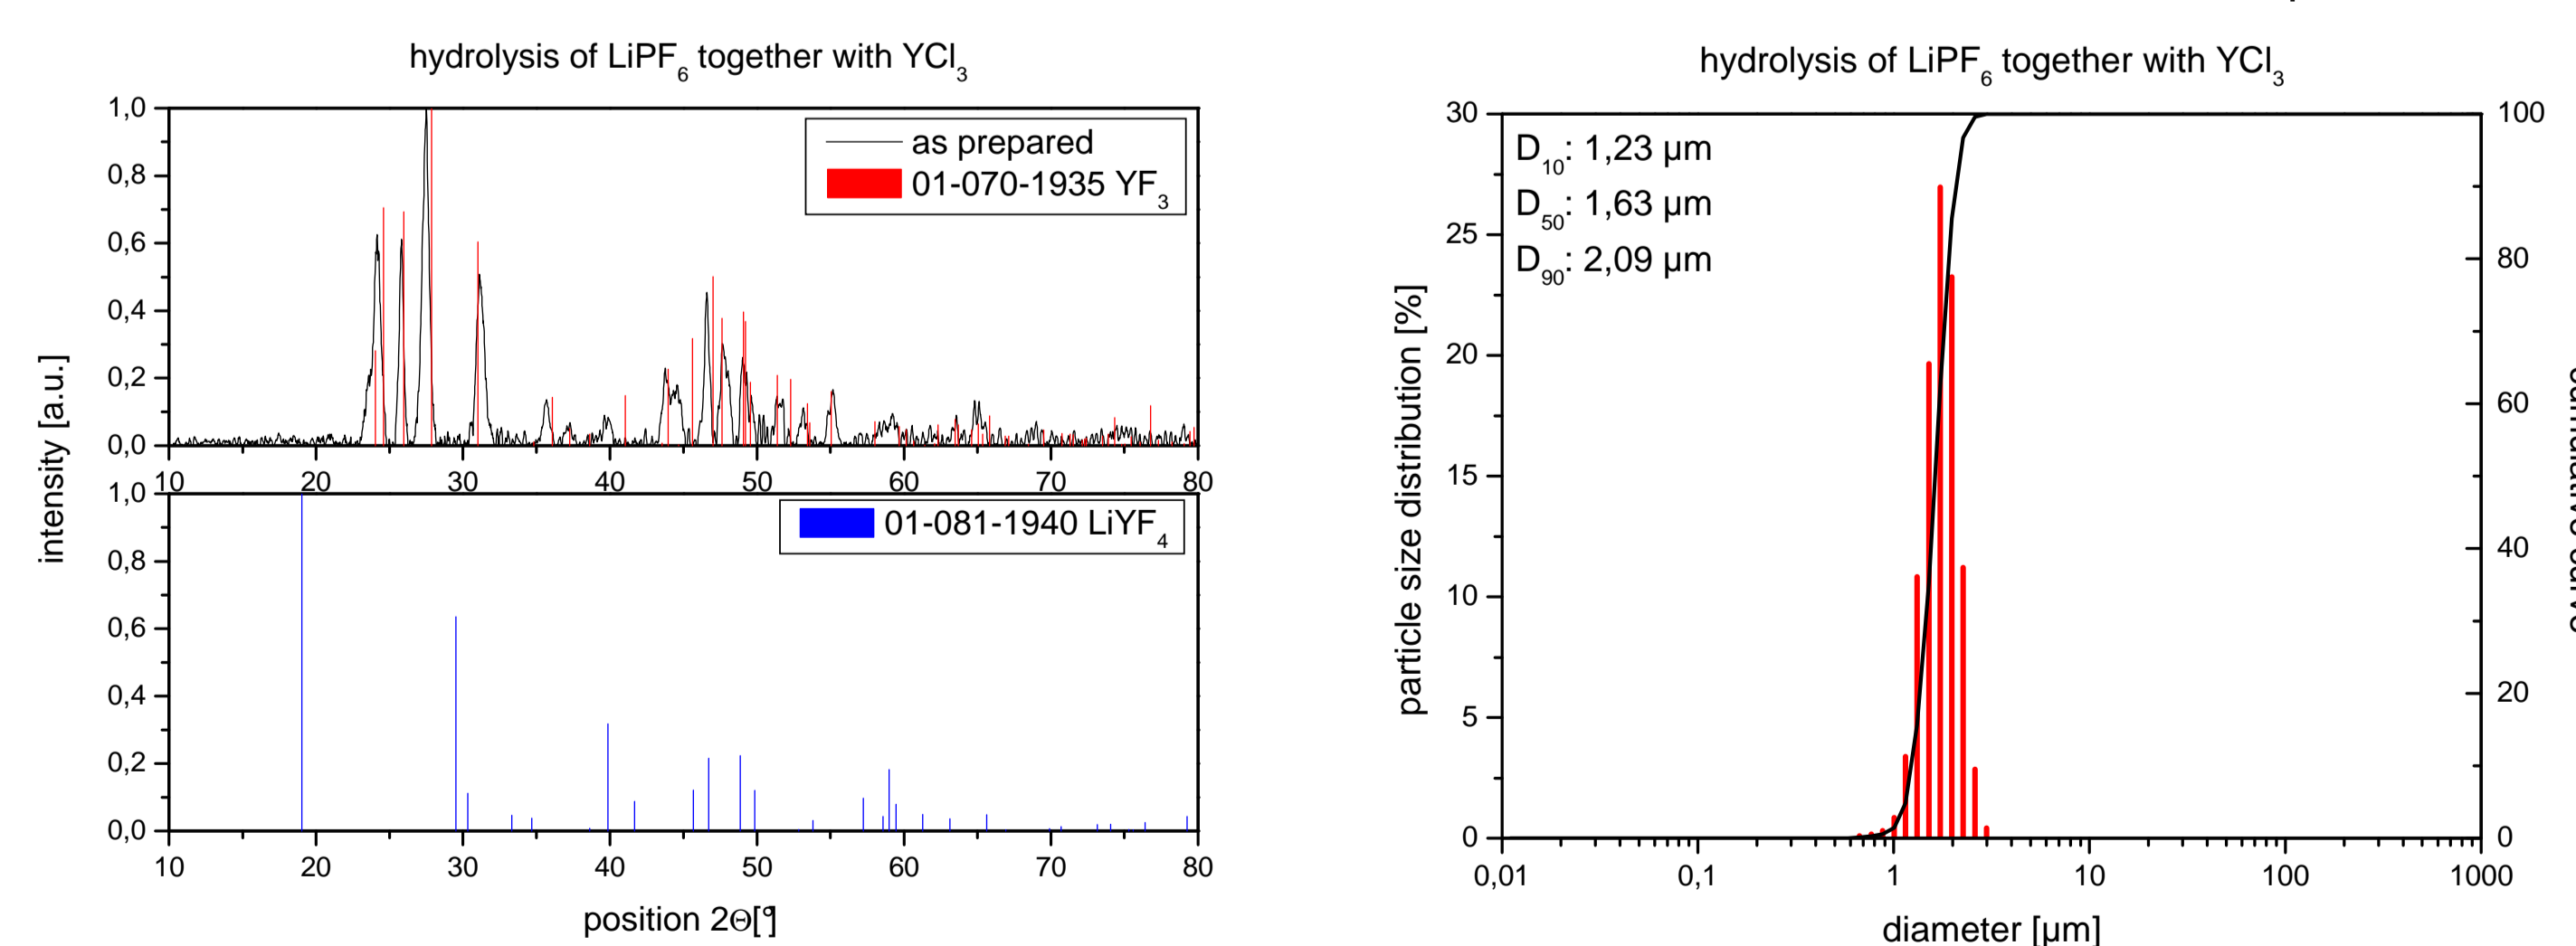 hydrolysis of LiPF6 together with YCl3
1,0
0,8
0,6
0,4
0,2
0,0
as prepared
01-070-1935 YF3
10 20 30 40 50 60 70 80
1,0
0,8
0,6
0,4
0,2
0,0
01-081-1940 LiYF4
10 20 30 40 50 60 70 80
intensity [a.u.]
position 2Θ[°]
hydrolysis of LiPF6 together with YCl3
30
25
20
15
10
5
0
D10: 1,23 µm
D50: 1,63 µm
D90: 2,09 µm
100
80
60
40
20
0
0,01 0,1 1 10 100 1000
particle size distribution [%]
diameter [µm]